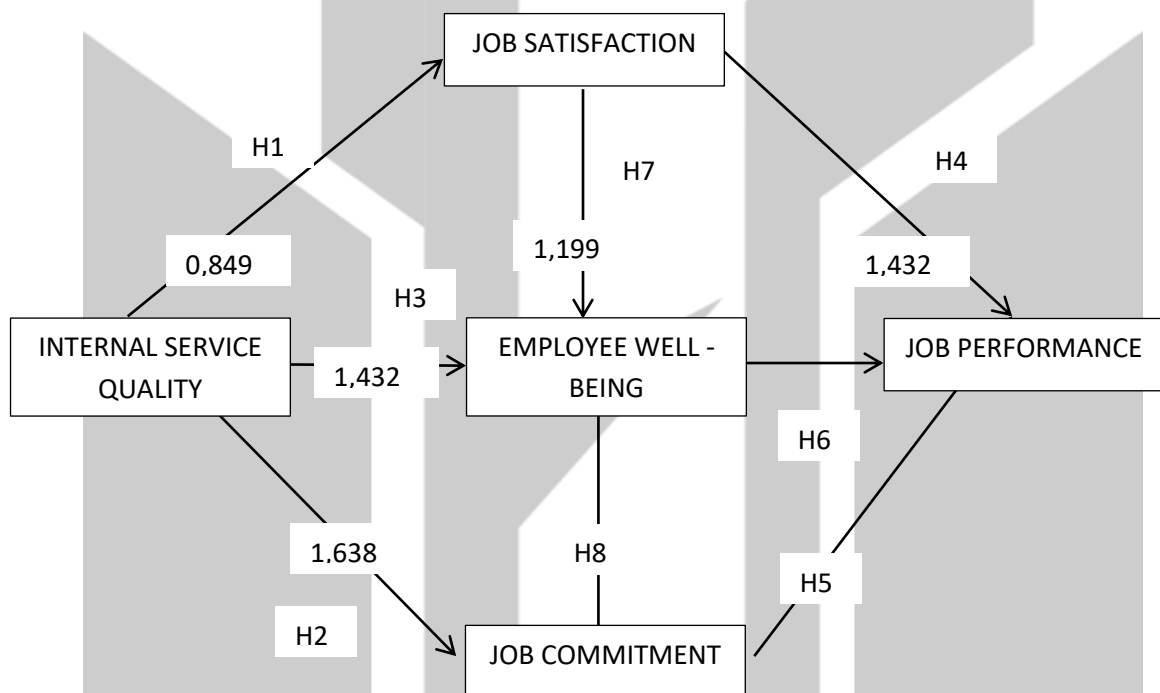 JOB SATISFACTION
H1
H7
H4
0,849
1,199
1,432
H3
INTERNAL SERVICE
QUALITY
1,432
EMPLOYEE WELL -
BEING
JOB PERFORMANCE
H6
1,638
H8
H5
H2
JOB COMMITMENT